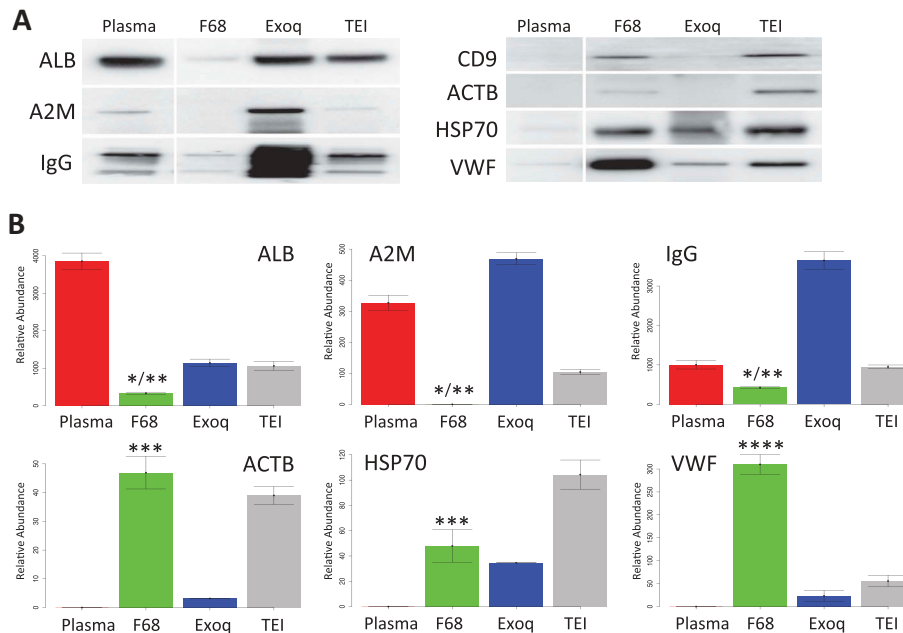 A
Plasma F68 Exoq TEI
ALB
A2M
IgG
Plasma F68 Exoq TEI
CD9
ACTB
HSP70
VWF
B
ALB
Relative Abundance
0 1000 2000 3000 4000
*/**
Plasma F68 Exoq TEI
A2M
Relative Abundance
0 100 200 300 400 500
*/**
Plasma F68 Exoq TEI
IgG
Relative Abundance
0 1000 2000 3000
*/**
Plasma F68 Exoq TEI
ACTB
Relative Abundance
0 10 20 30 40 50
***
Plasma F68 Exoq TEI
HSP70
Relative Abundance
0 20 40 60 80 100 120
***
Plasma F68 Exoq TEI
VWF
Relative Abundance
0 50 100 150 200 250 300
****
Plasma F68 Exoq TEI